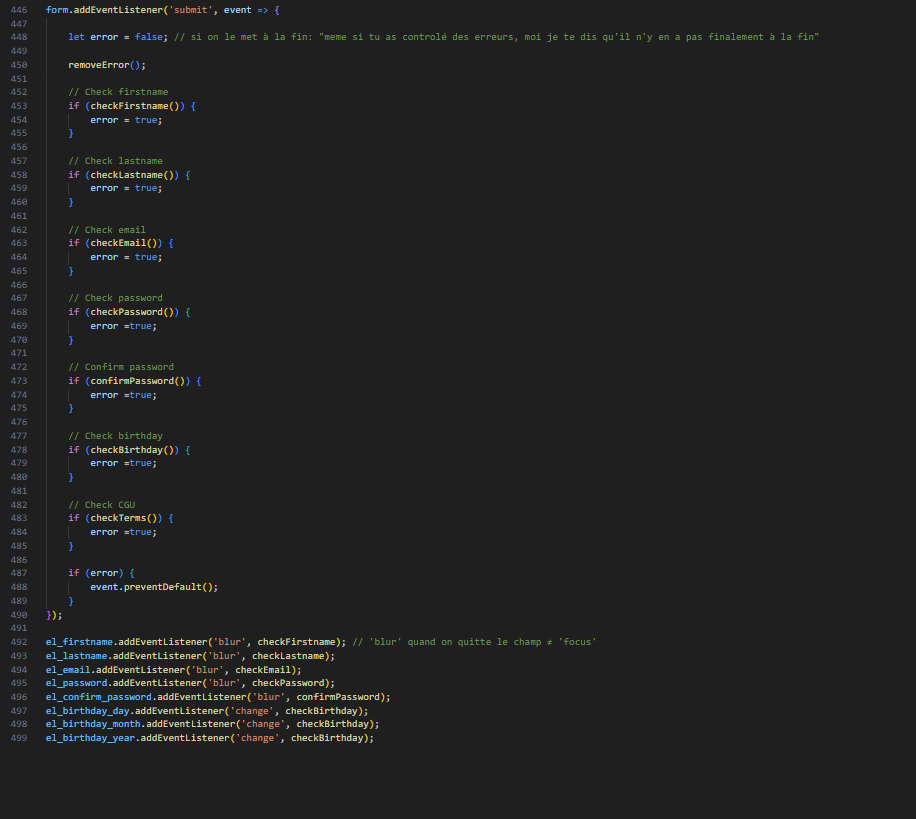 446 form.addEventListener('submit', event => {
447
448     let error = false; // si on le met à la fin: "meme si tu as controlé des erreurs, moi je te dis qu'il n'y en a pas finalement à la fin"
449
450     removeError();
451
452     // Check firstname
453     if (checkFirstname()) {
454         error = true;
455     }
456
457     // Check lastname
458     if (checkLastname()) {
459         error = true;
460     }
461
462     // Check email
463     if (checkEmail()) {
464         error = true;
465     }
466
467     // Check password
468     if (checkPassword()) {
469         error =true;
470     }
471
472     // Confirm password
473     if (confirmPassword()) {
474         error =true;
475     }
476
477     // Check birthday
478     if (checkBirthday()) {
479         error =true;
480     }
481
482     // Check CGU
483     if (checkTerms()) {
484         error =true;
485     }
486
487     if (error) {
488         event.preventDefault();
489     }
490 });
491
492 el_firstname.addEventListener('blur', checkFirstname); // 'blur' quand on quitte le champ ≠ 'focus'
493 el_lastname.addEventListener('blur', checkLastname);
494 el_email.addEventListener('blur', checkEmail);
495 el_password.addEventListener('blur', checkPassword);
496 el_confirm_password.addEventListener('blur', confirmPassword);
497 el_birthday_day.addEventListener('change', checkBirthday);
498 el_birthday_month.addEventListener('change', checkBirthday);
499 el_birthday_year.addEventListener('change', checkBirthday);